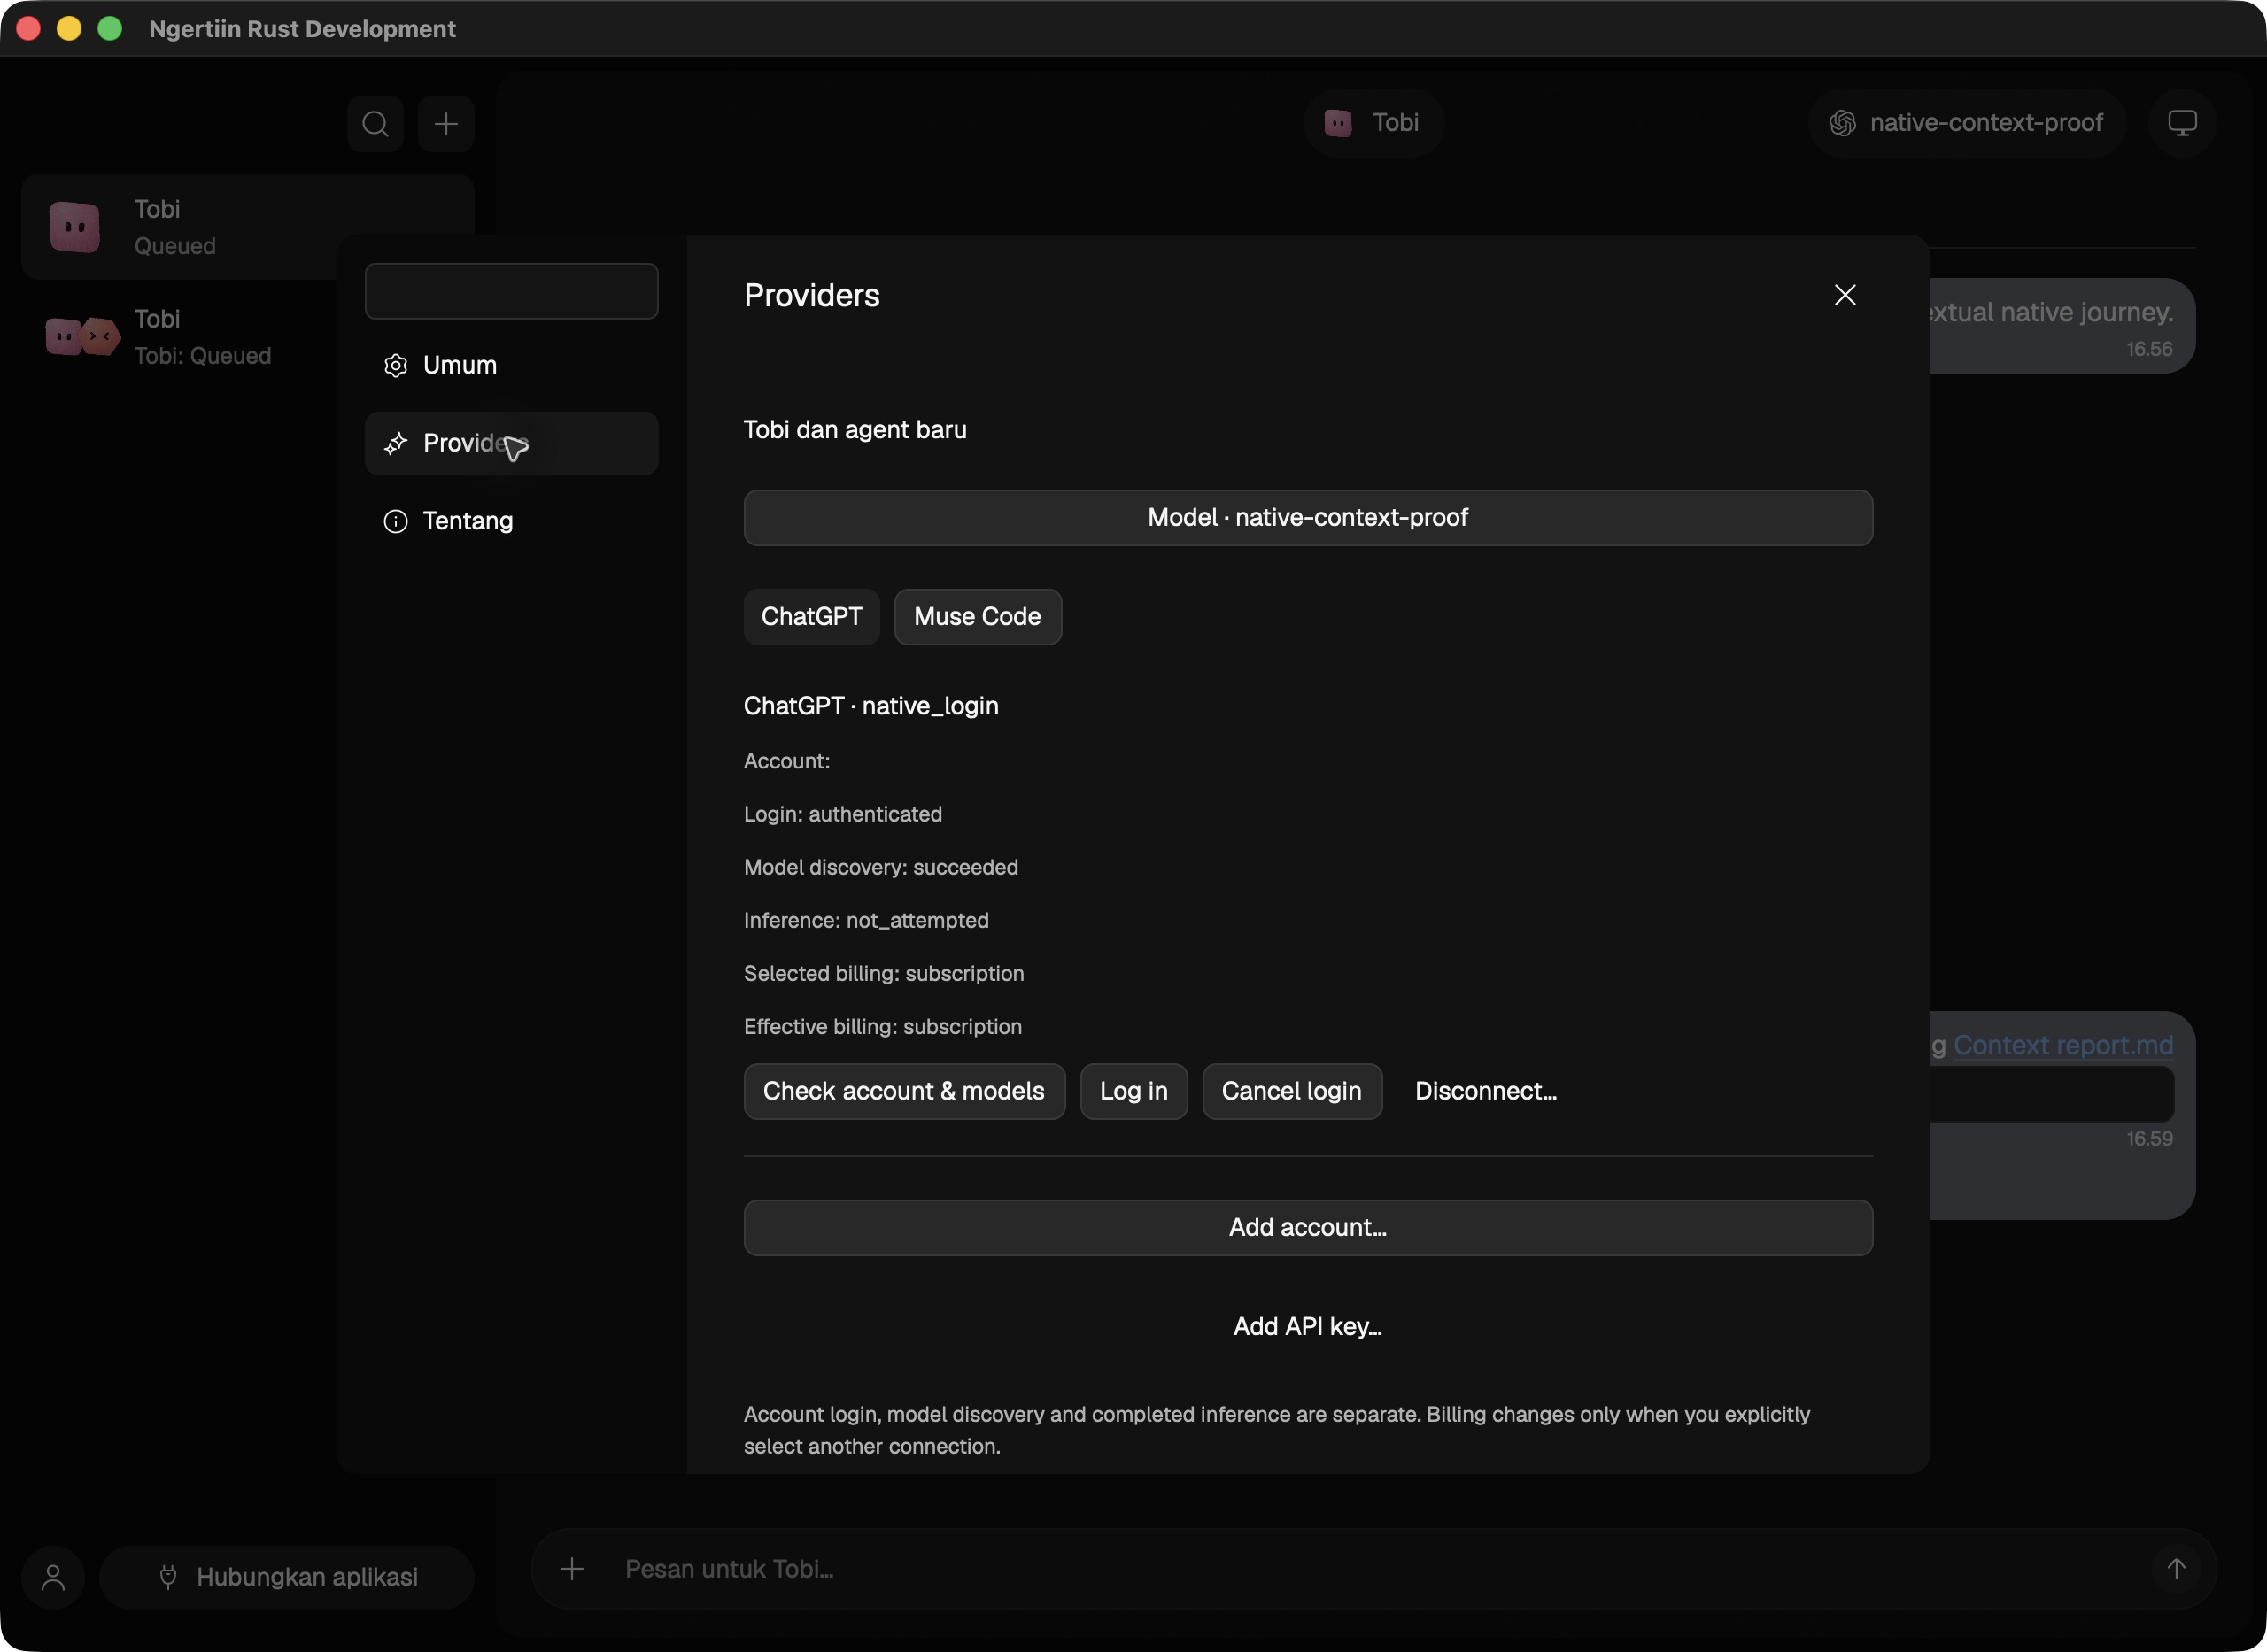 Ngertiin Rust Development
Tobi
native-context-proof
Tobi
Queued
Tobi
Tobi: Queued
Umum
Providers
Tentang
Providers
Tobi dan agent baru
Model · native-context-proof
ChatGPT
Muse Code
ChatGPT · native_login
Account:
Login: authenticated
Model discovery: succeeded
Inference: not_attempted
Selected billing: subscription
Effective billing: subscription
Check account & models
Log in
Cancel login
Disconnect...
Add account...
Add API key...
Account login, model discovery and completed inference are separate. Billing changes only when you explicitly
select another connection.
native journey.
16.56
Context report.md
16.59
Hubungkan aplikasi
Pesan untuk Tobi...